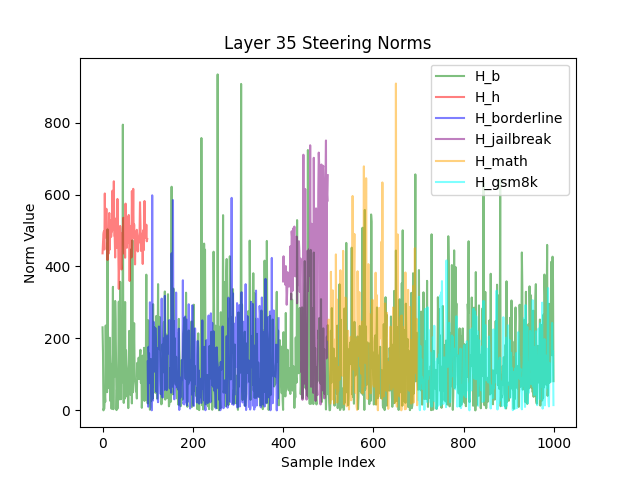 Layer 35 Steering Norms
H_b
H_h
H_borderline
H_jailbreak
H_math
H_gsm8k
Norm Value
800
600
400
200
0
0 200 400 600 800 1000
Sample Index